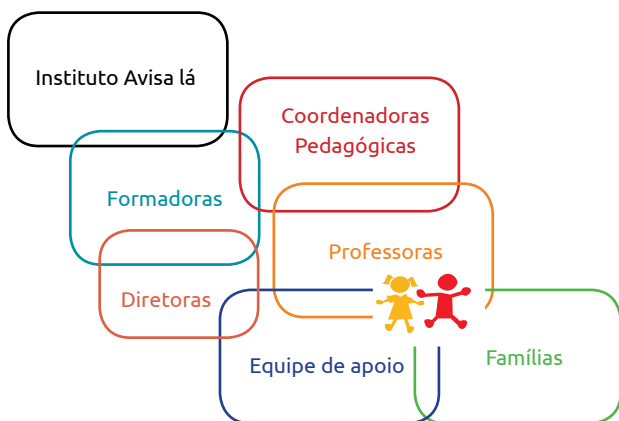 Instituto Avisa lá
Coordenadoras
Pedagógicas
Formadoras
Professoras
Diretoras
Equipe de apoio
Famílias